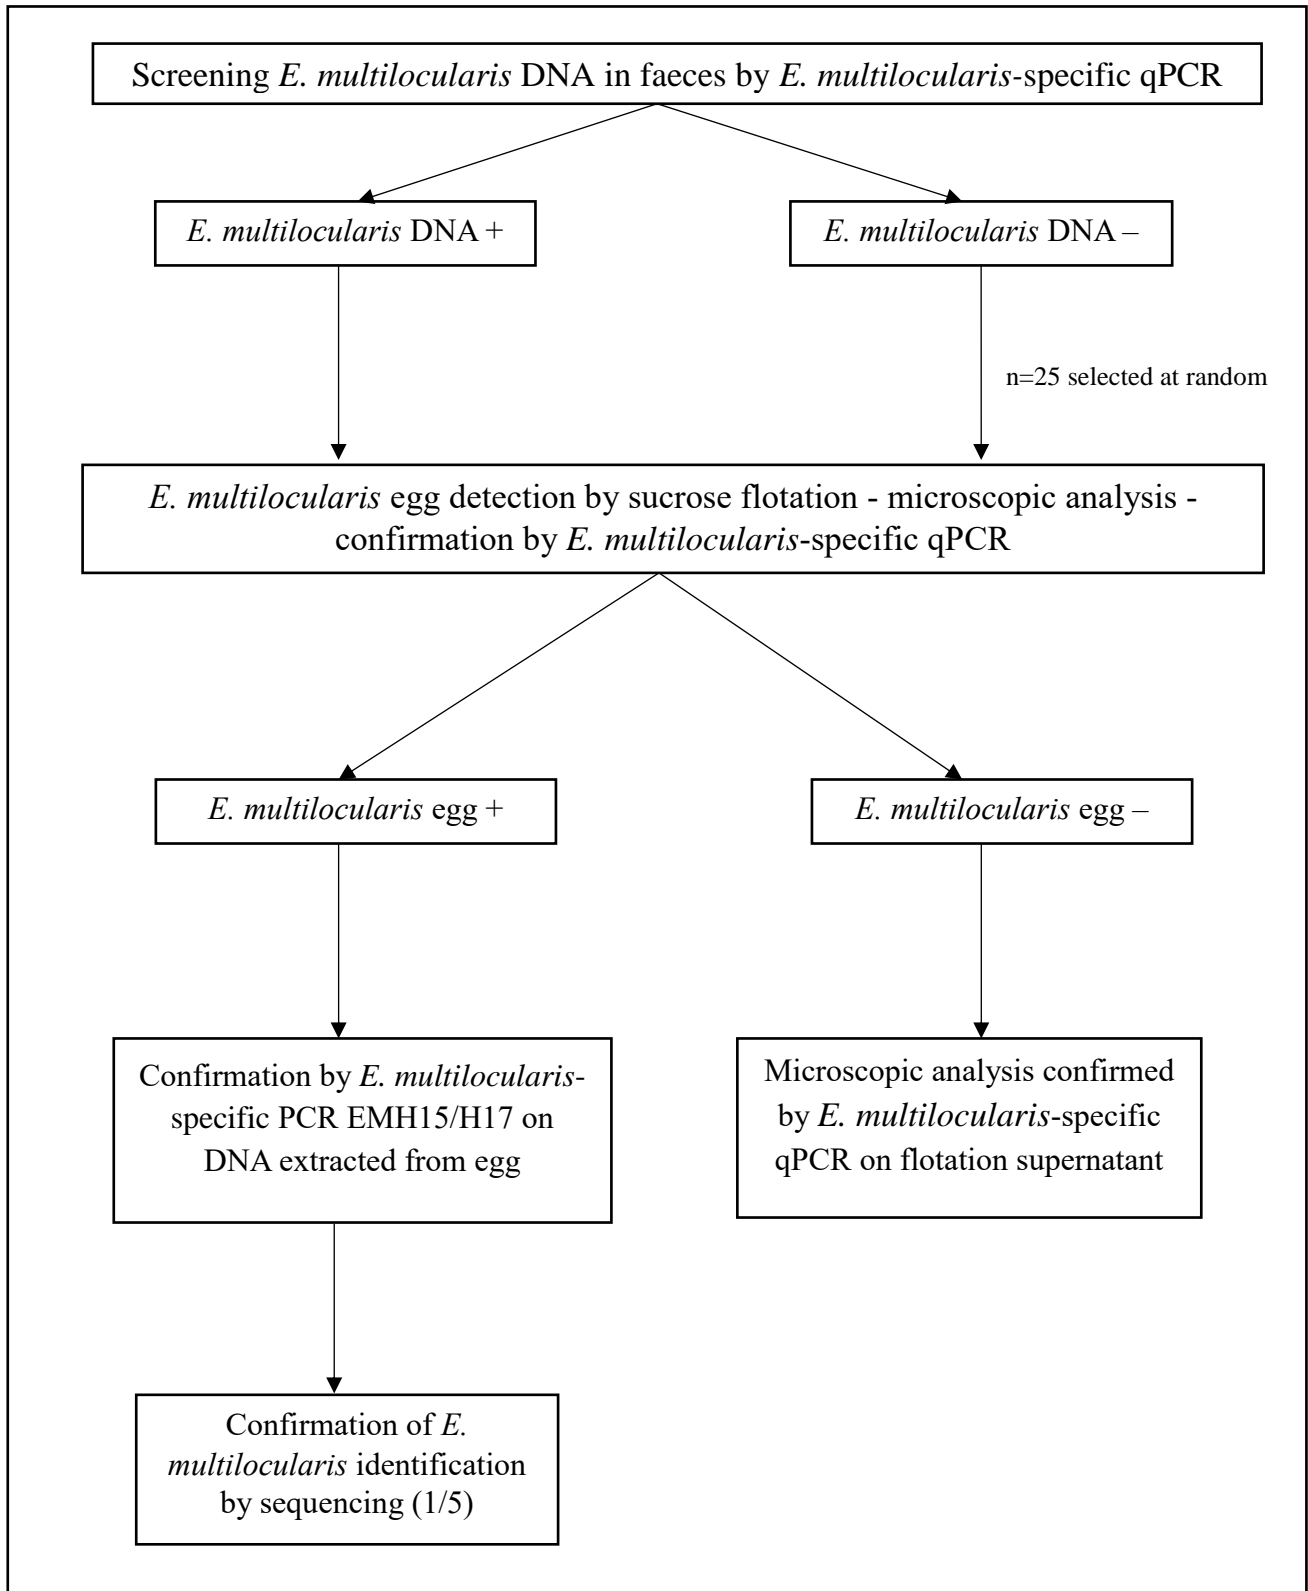 Screening E. multilocularis DNA in faeces by E. multilocularis-specific qPCR
E. multilocularis DNA +
E. multilocularis DNA –
n=25 selected at random
E. multilocularis egg detection by sucrose flotation - microscopic analysis -
confirmation by E. multilocularis-specific qPCR
E. multilocularis egg +
E. multilocularis egg –
Confirmation by E. multilocularis-
specific PCR EMH15/H17 on
DNA extracted from egg
Microscopic analysis confirmed
by E. multilocularis-specific
qPCR on flotation supernatant
Confirmation of E.
multilocularis identification
by sequencing (1/5)